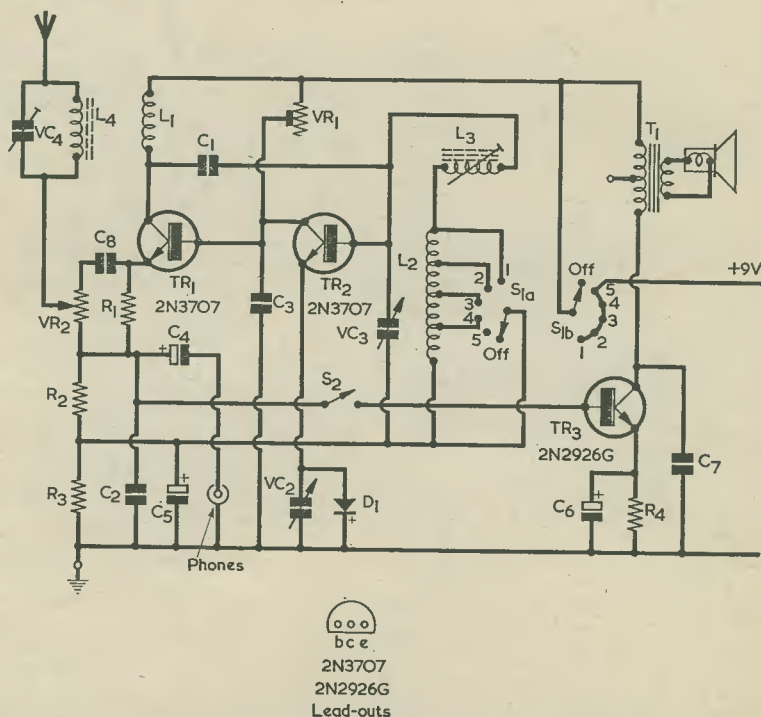 VC4
L4
L1
C1
VR1
L3
T1
C8
TR1
2N3707
TR2
2N3707
L2
2
1
3
4
5
S1a
Off
Off
5
4
3
2
1
S1b
+9V
VR2
R1
C4
+
C3
VC3
R2
S2
TR3
2N2926G
C7
R3
C2
C5
+
Phones
VC2
D1
+
C6
+
R4
b c e
2N3707
2N2926G
Lead-outs